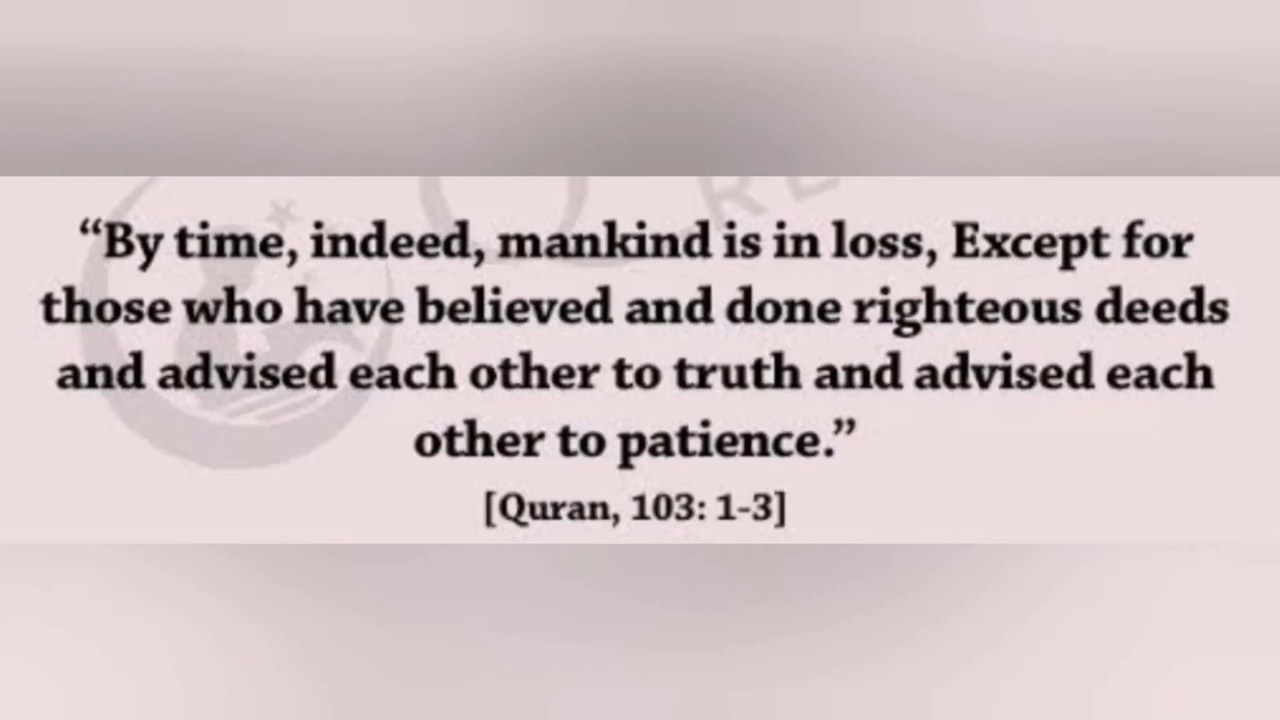 “By time, indeed, mankind is in loss, Except for
those who have believed and done righteous deeds
and advised each other to truth and advised each
other to patience.”
[Quran, 103: 1-3]